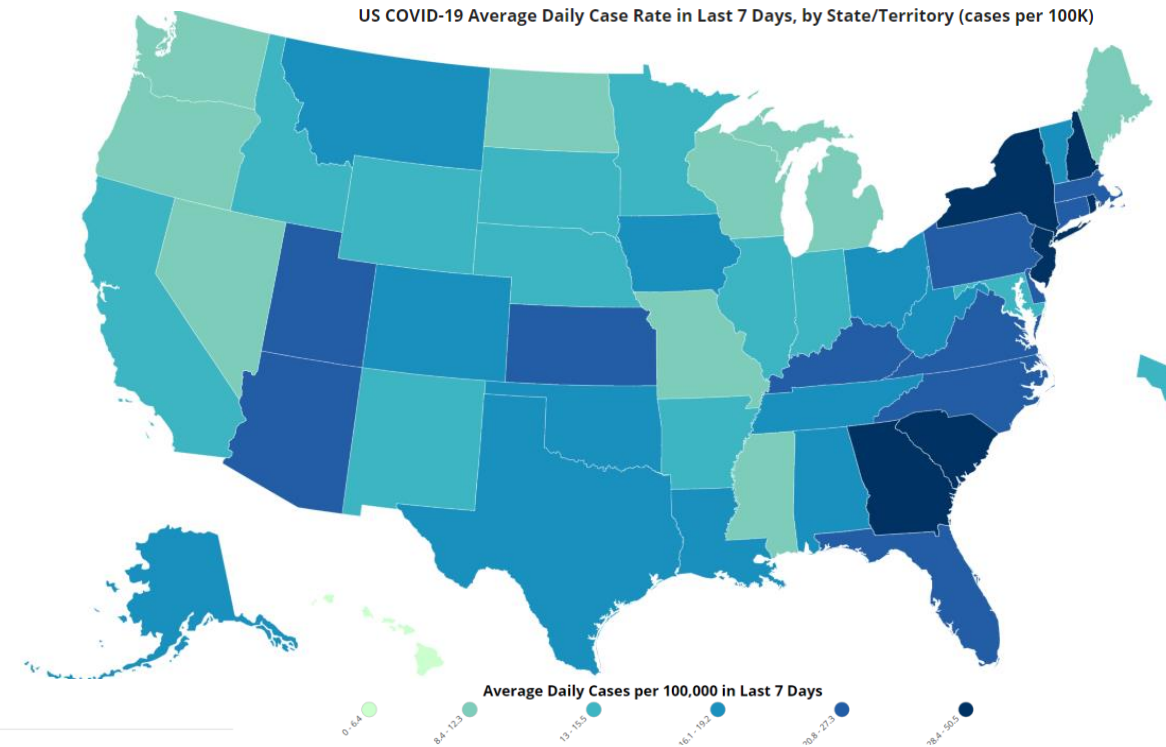 US COVID-19 Average Daily Case Rate in Last 7 Days, by State/Territory (cases per 100K)
Average Daily Cases per 100,000 in Last 7 Days
0 - 6.4
8.4 - 12.3
13 - 15.5
16.1 - 19.2
20.8 - 27.3
28.4 - 50.5